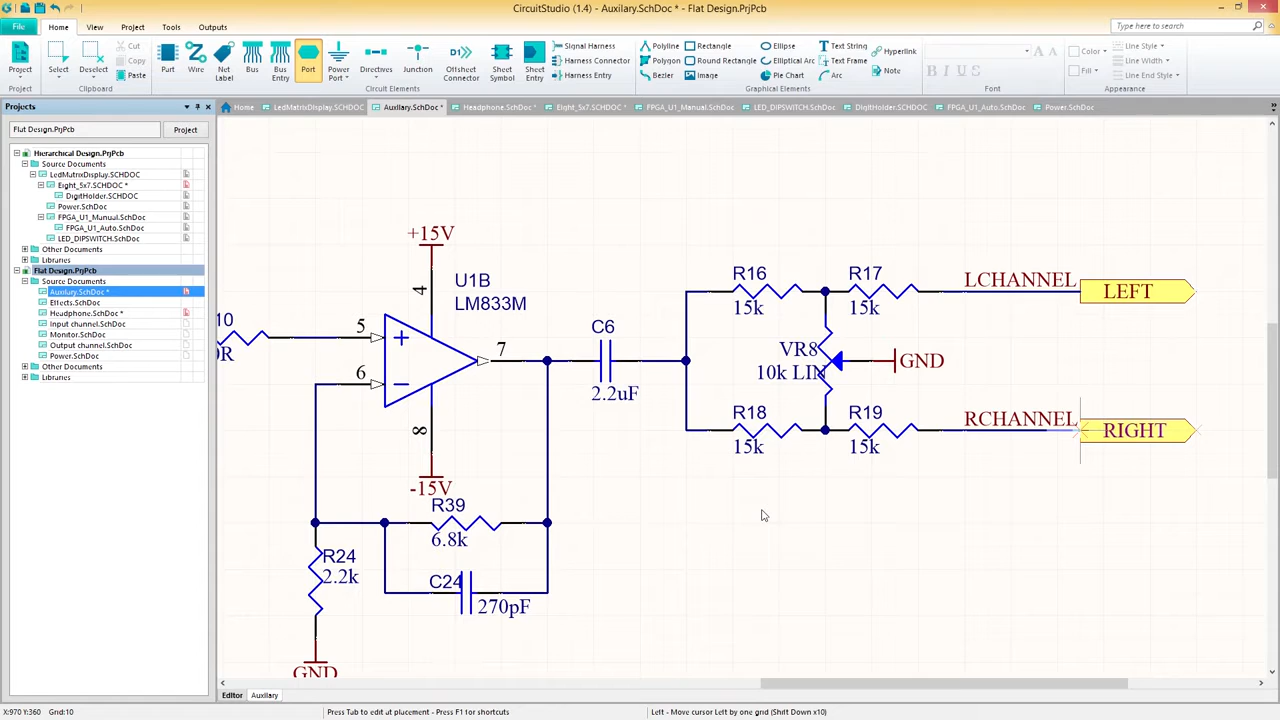 CircuitStudio (1.4) - Auxilary.SchDoc * - Flat Design.PrjPcb
File
Home
View
Project
Tools
Outputs
Type here to search
Project
Select
Deselect
Cut
Copy
Paste
Clipboard
Part
Wire
Net Label
Bus
Bus Entry
Port
Power Port
Directives
Junction
Offsheet Connector
Sheet Symbol
Sheet Entry
Signal Harness
Harness Connector
Harness Entry
Circuit Elements
Polyline
Polygon
Bezier
Rectangle
Round Rectangle
Image
Ellipse
Elliptical Arc
Pie Chart
Text String
Text Frame
Arc
Hyperlink
Note
Graphical Elements
A A
B I U S
Font
Color
Fill
Line Style
Line Width
Line End Style
Appearance
Projects
Home
LedMatrixDisplay.SCHDOC
Auxilary.SchDoc *
Headphone.SchDoc *
Eight_5x7.SCHDOC *
FPGA_U1_Manual.SchDoc
LED_DIPSWITCH.SchDoc
DigitHolder.SCHDOC
FPGA_U1_Auto.SchDoc
Power.SchDoc
Flat Design.PrjPcb
Project
Hierarchical Design.PrjPcb
Source Documents
LedMatrixDisplay.SCHDOC
Eight_5x7.SCHDOC *
DigitHolder.SCHDOC
Power.SchDoc
FPGA_U1_Manual.SchDoc
FPGA_U1_Auto.SchDoc
LED_DIPSWITCH.SchDoc
Other Documents
Libraries
Flat Design.PrjPcb
Source Documents
Auxilary.SchDoc *
Effects.SchDoc
Headphone.SchDoc *
Input channel.SchDoc
Monitor.SchDoc
Output channel.SchDoc
Power.SchDoc
Other Documents
Libraries
+15V
U1B
LM833M
4
R16
15k
R17
15k
LCHANNEL
LEFT
10
0R
5
+
7
C6
2.2uF
VR8
10k LIN
GND
6
−
8
-15V
R18
15k
R19
15k
RCHANNEL
RIGHT
R39
6.8k
R24
2.2k
C24
270pF
GND
Editor
Auxilary
X:970 Y:360 Grid:10
Press Tab to edit at placement - Press F1 for shortcuts
Left - Move cursor Left by one grid (Shift Down x10)